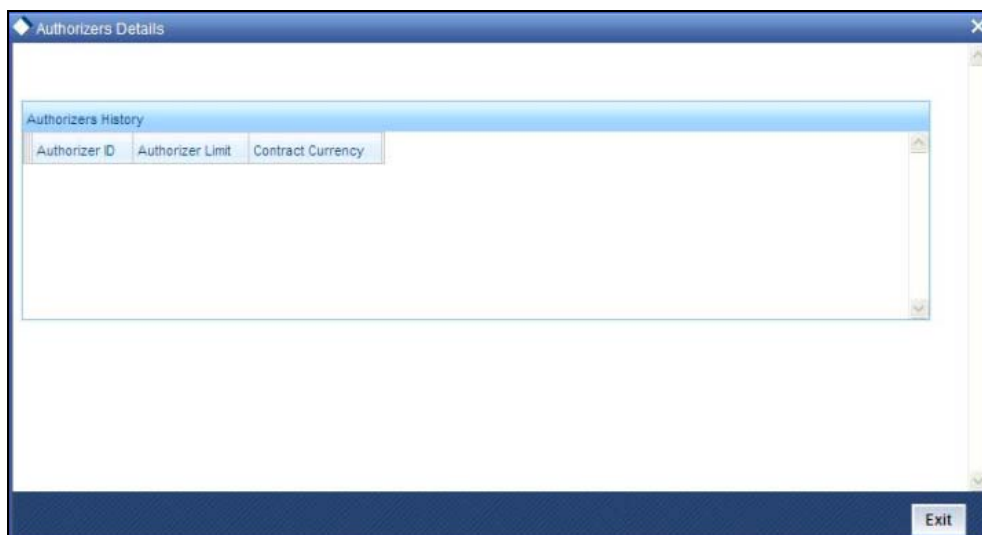 Authorizers Details
Authorizers History
Authorizer ID Authorizer Limit Contract Currency
Exit